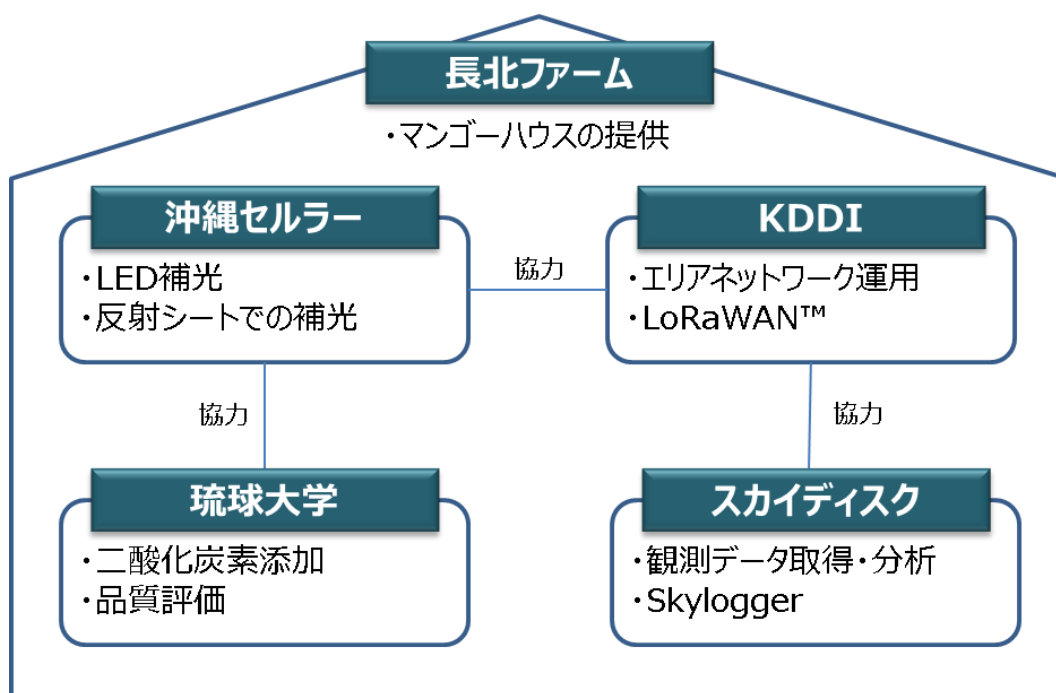 長北ファーム
・マンゴーハウスの提供
沖縄セルラー
・LED補光
・反射シートでの補光
協力
KDDI
・エリアネットワーク運用
・LoRaWAN™
協力
協力
琉球大学
・二酸化炭素添加
・品質評価
スカイディスク
・観測データ取得・分析
・Skylogger